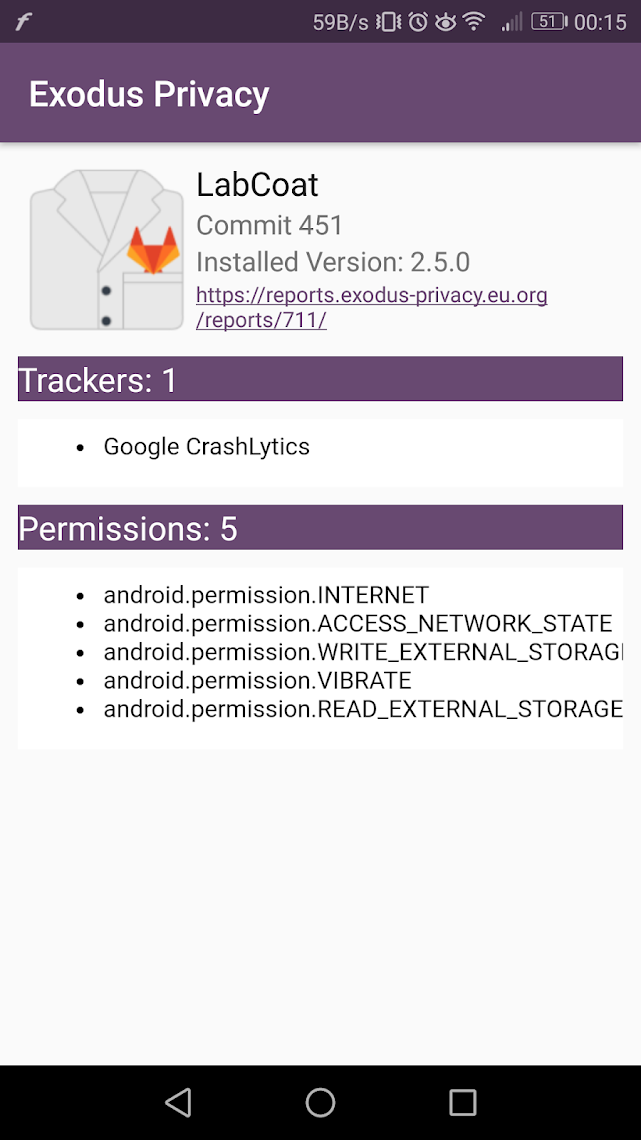 59B/s 51 00:15
Exodus Privacy
LabCoat
Commit 451
Installed Version: 2.5.0
https://reports.exodus-privacy.eu.org
/reports/711/
Trackers: 1
• Google CrashLytics
Permissions: 5
• android.permission.INTERNET
• android.permission.ACCESS_NETWORK_STATE
• android.permission.WRITE_EXTERNAL_STORAG
• android.permission.VIBRATE
• android.permission.READ_EXTERNAL_STORAGE